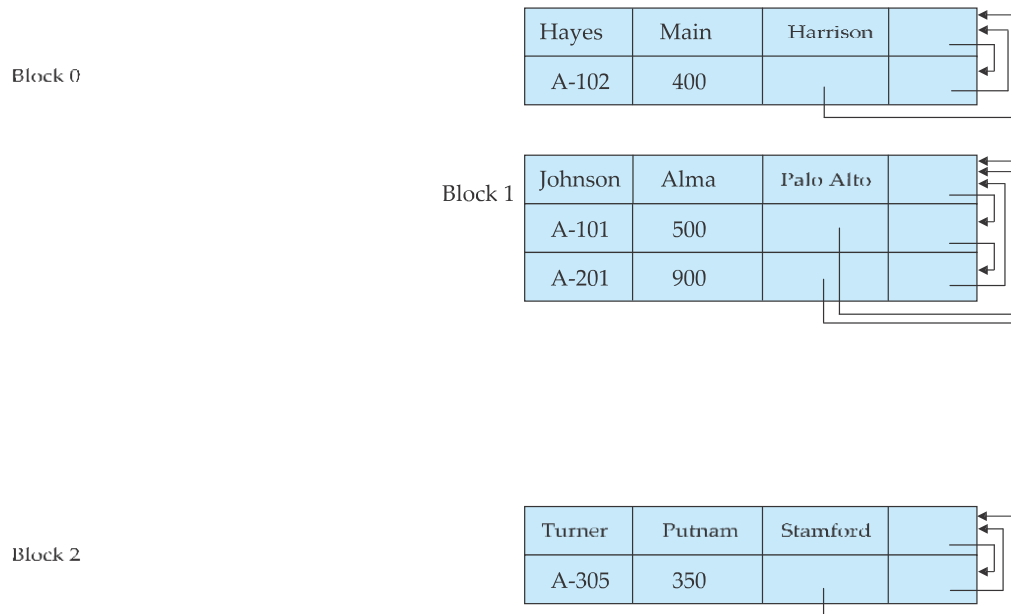 Hayes Main Harrison
Block 0
A-102 400
Johnson Alma Palo Alto
Block 1
A-101 500
A-201 900
Turner Putnam Stamford
Block 2
A-305 350